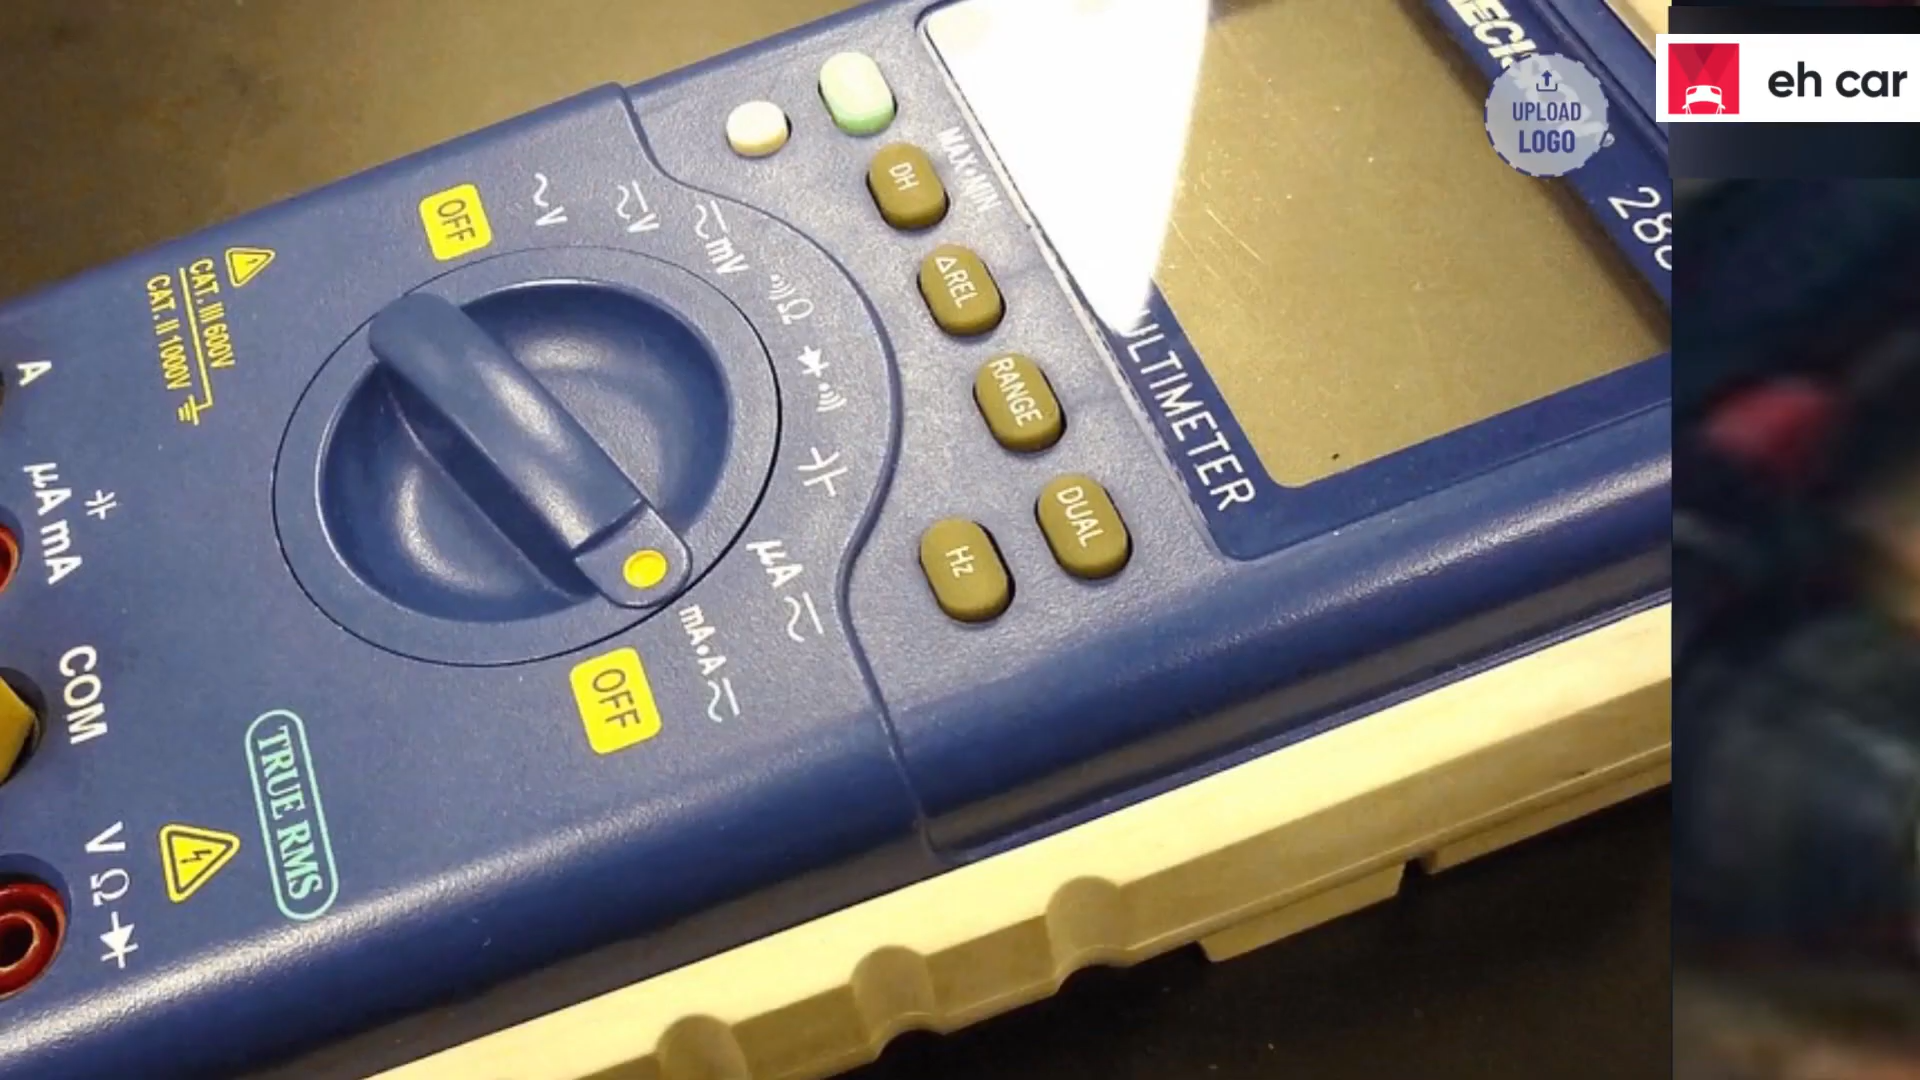 eh car
UPLOAD
LOGO
MAX•MIN
DH
ΔREL
RANGE
DUAL
Hz
OFF
V
V
mV
Ω
μA
mA•A
OFF
CAT. III 600V
CAT. II 1000V
A
μA mA
COM
V
Ω
TRUE RMS